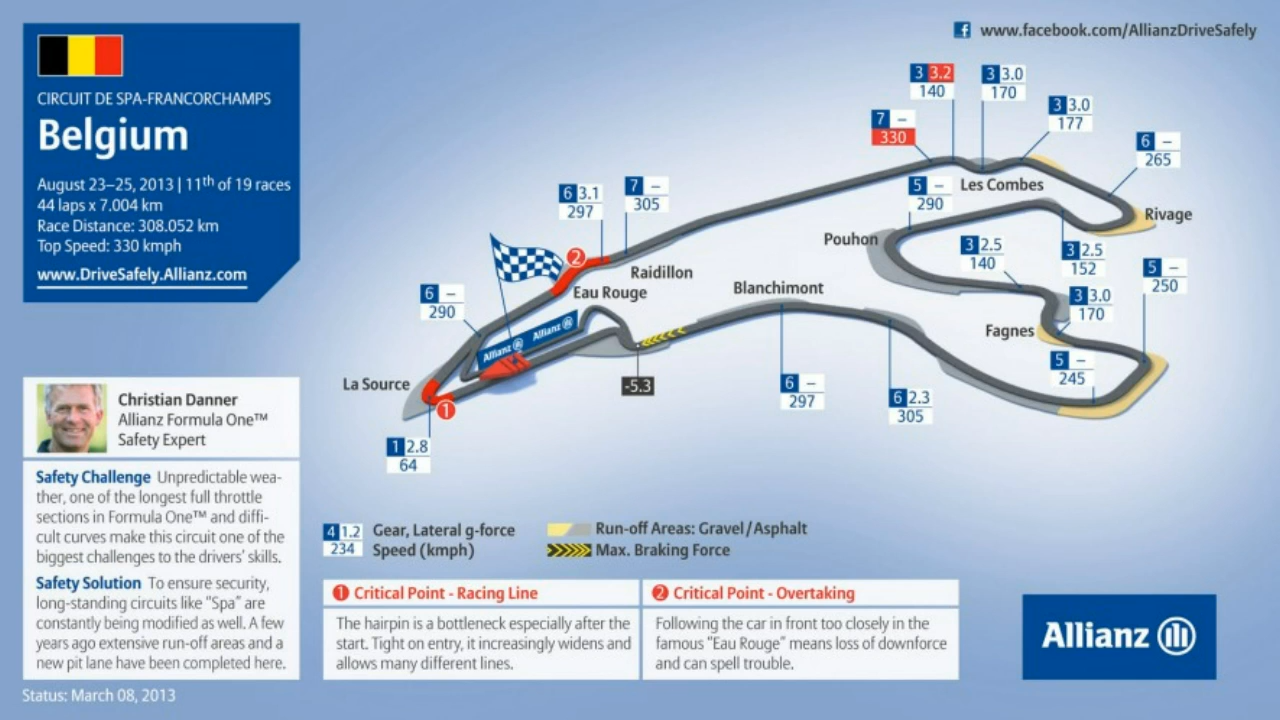 CIRCUIT DE SPA-FRANCORCHAMPS
Belgium
August 23–25, 2013 | 11th of 19 races
44 laps x 7.004 km
Race Distance: 308.052 km
Top Speed: 330 kmph
www.DriveSafely.Allianz.com
www.facebook.com/AllianzDriveSafely
3 3.2
140
3 3.0
170
3 3.0
177
7 –
330
6 –
265
5 –
290
Les Combes
Rivage
6 3.1
297
7 –
305
Pouhon
3 2.5
140
3 2.5
152
5 –
250
2
Raidillon
Eau Rouge
Blanchimont
6 –
290
3 3.0
170
Fagnes
Allianz
Allianz
5 –
245
La Source
1
-5.3
6 –
297
6 2.3
305
1 2.8
64
Christian Danner
Allianz Formula One™
Safety Expert
Safety Challenge Unpredictable wea-
ther, one of the longest full throttle
sections in Formula One™ and diffi-
cult curves make this circuit one of the
biggest challenges to the drivers' skills.
Safety Solution To ensure security,
long-standing circuits like "Spa" are
constantly being modified as well. A few
years ago extensive run-off areas and a
new pit lane have been completed here.
Status: March 08, 2013
4 1.2
234
Gear, Lateral g-force
Speed (kmph)
Run-off Areas: Gravel/Asphalt
Max. Braking Force
1 Critical Point - Racing Line
The hairpin is a bottleneck especially after the
start. Tight on entry, it increasingly widens and
allows many different lines.
2 Critical Point - Overtaking
Following the car in front too closely in the
famous "Eau Rouge" means loss of downforce
and can spell trouble.
Allianz